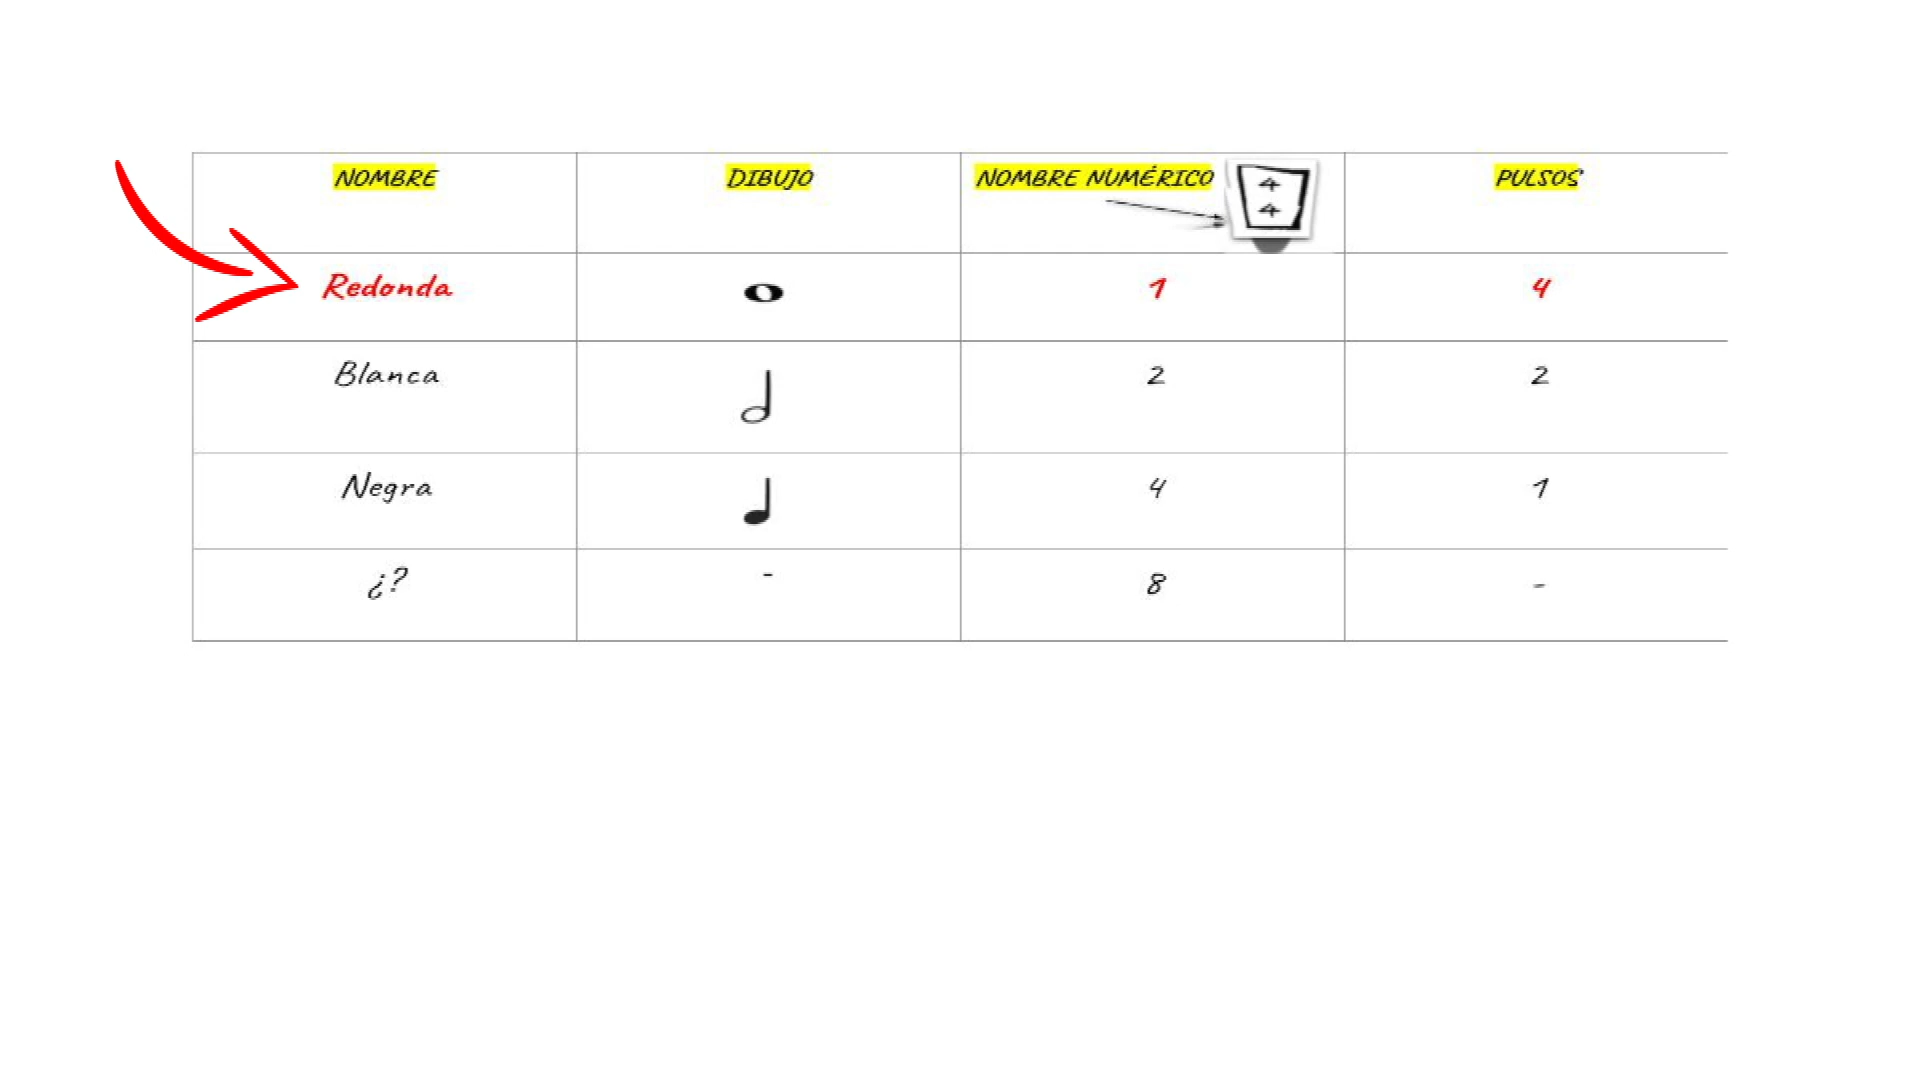 NOMBRE DIBUJO NOMBRE NUMÉRICO 4 4 PULSOS
Redonda 1 4
Blanca 2 2
Negra 4 1
¿? - 8 -